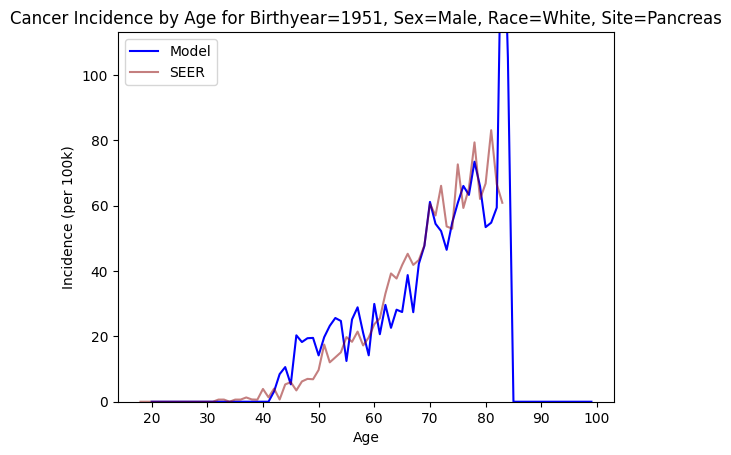 Cancer Incidence by Age for Birthyear=1951, Sex=Male, Race=White, Site=Pancreas
Model
SEER
100
80
60
40
20
0
Incidence (per 100k)
20 30 40 50 60 70 80 90 100
Age